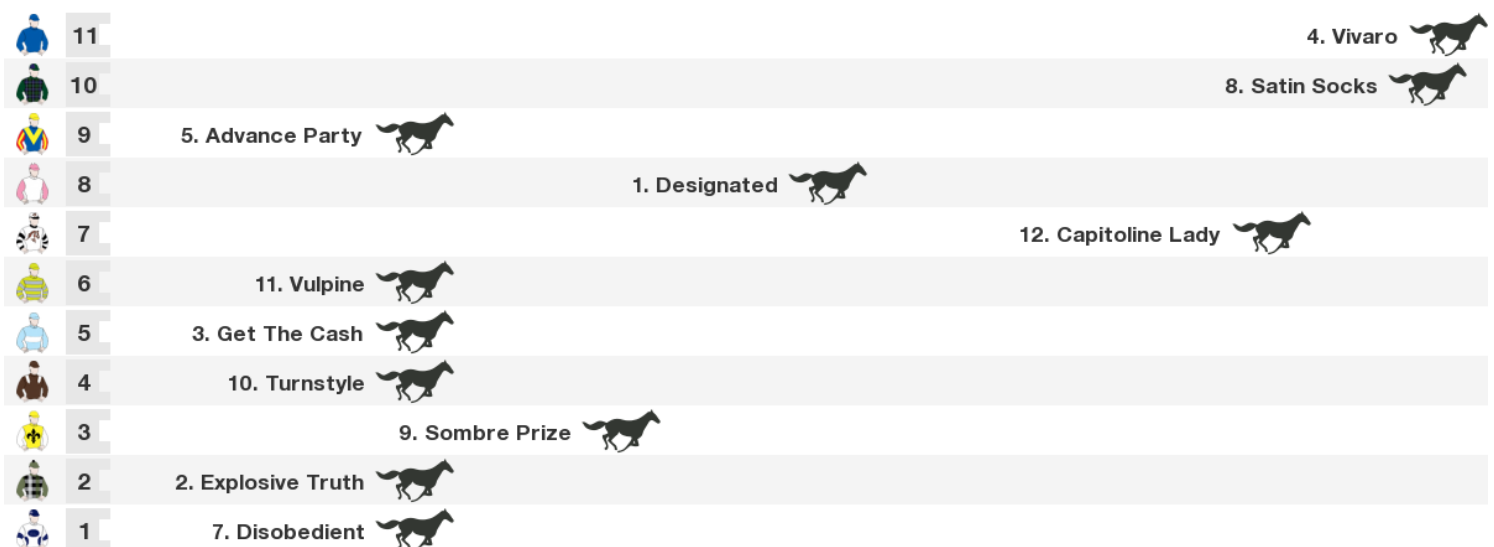 11 4. Vivaro
10 8. Satin Socks
9 5. Advance Party
8 1. Designated
7 12. Capitoline Lady
6 11. Vulpine
5 3. Get The Cash
4 10. Turnstyle
3 9. Sombre Prize
2 2. Explosive Truth
1 7. Disobedient